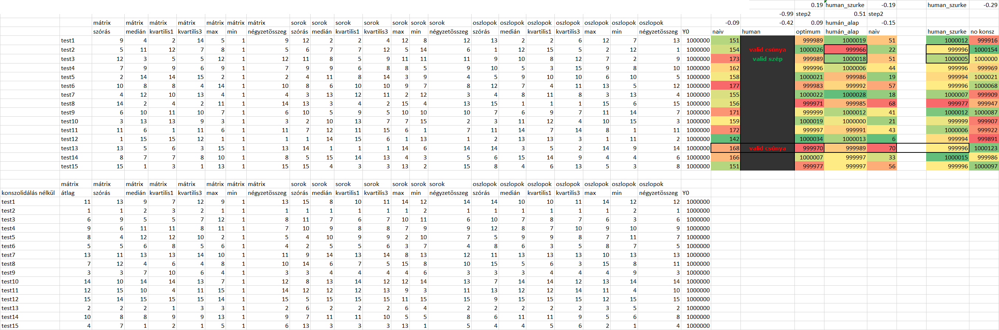 0.19 human_szurke -0.19 human_szurke -0.29
-0.99 step2 0.51 step2
mátrix mátrix mátrix mátrix mátrix mátrix mátrix sorok sorok sorok sorok sorok sorok sorok oszlopok oszlopok oszlopok oszlopok oszlopok oszlopok oszlopok -0.09 -0.42 0.09 humán_alap -0.15
szórás medián kvartilis1 kvartilis3 max min négyzetösszeg szórás medián kvartilis1 kvartilis3 max min négyzetösszeg szórás medián kvartilis1 kvartilis3 max min négyzetösszeg Y0 naiv human optimum humán_alap naiv human_szurke no konsz
test1 9 4 2 14 5 1 9 12 2 2 4 12 8 12 13 2 2 6 12 7 13 1000000 151 999989 1000019 51 1000012 999916
test2 5 11 12 7 8 1 5 6 7 7 12 5 14 6 1 12 15 5 2 12 1 1000000 154 valid csúnya 1000026 999966 22 999996 1000154
test3 12 3 5 5 12 1 12 11 8 5 9 11 11 11 9 10 8 12 7 2 9 1000000 173 valid szép 999989 1000018 51 1000005 1000000
test4 7 9 9 6 9 1 7 9 9 6 8 8 5 9 10 5 3 15 9 8 10 1000000 162 999996 1000006 44 999996 999969
test5 2 14 14 15 2 1 2 4 11 8 14 3 9 4 5 9 10 10 6 10 5 1000000 158 1000021 999986 19 999994 1000021
test6 10 8 8 4 14 1 10 8 6 10 10 9 7 8 12 7 4 11 13 5 12 1000000 177 999983 999992 57 999996 1000068
test7 4 12 10 13 4 1 4 3 13 12 11 2 12 3 4 8 11 8 3 13 4 1000000 155 1000022 1000028 18 1000007 999909
test8 14 2 4 2 11 1 14 13 3 4 2 15 4 13 15 1 1 1 15 6 15 1000000 156 999971 999985 68 999977 999947
test9 6 10 11 10 7 1 6 10 5 9 5 10 10 10 7 6 9 7 11 14 7 1000000 171 999999 1000012 41 1000012 1000087
test10 3 13 13 9 3 1 3 2 10 13 7 7 15 2 3 11 12 4 10 15 3 1000000 159 1000019 1000000 21 999999 999907
test11 11 6 1 11 6 1 11 7 12 11 15 6 1 7 11 14 7 14 8 1 11 1000000 172 999997 999991 43 1000006 999922
test12 1 15 15 12 1 1 1 1 14 15 6 1 13 1 2 13 13 3 1 11 2 1000000 142 1000034 1000013 6 999994 999891
test13 13 5 6 3 15 1 13 14 1 1 1 14 6 14 14 3 5 2 14 9 14 1000000 168 valid csúnya 999970 999989 70 999996 1000123
test14 8 7 7 8 10 1 8 5 15 14 13 4 3 5 6 15 14 9 4 4 6 1000000 166 1000007 999997 33 1000015 999986
test15 15 1 3 1 13 1 15 15 4 3 3 13 2 15 8 4 6 13 5 3 8 1000000 151 999977 999997 56 999996 1000097
mátrix mátrix mátrix mátrix mátrix mátrix mátrix mátrix sorok sorok sorok sorok sorok sorok sorok oszlopok oszlopok oszlopok oszlopok oszlopok oszlopok oszlopok
konszolidálás nélkül átlag szórás medián kvartilis1 kvartilis3 max min négyzetösszeg szórás medián kvartilis1 kvartilis3 max min négyzetösszeg szórás medián kvartilis1 kvartilis3 max min négyzetösszeg Y0
test1 11 13 9 7 12 9 1 13 15 8 10 11 14 12 14 14 10 10 11 14 12 12 1000000
test2 1 1 2 3 2 1 1 1 1 1 1 1 1 2 1 1 1 1 1 1 2 1 1000000
test3 6 9 5 5 7 12 1 8 11 7 6 7 10 11 6 10 7 8 7 6 3 6 1000000
test4 9 6 11 11 8 11 1 7 10 9 8 8 7 9 9 12 8 7 10 9 10 9 1000000
test5 8 4 12 12 10 2 1 5 4 10 9 9 2 10 7 5 9 9 8 7 11 7 1000000
test6 5 5 6 8 5 6 1 4 2 5 5 6 3 7 4 8 6 3 5 8 7 5 1000000
test7 13 11 13 13 14 10 1 11 9 14 13 14 8 13 12 11 13 13 13 10 13 13 1000000
test8 7 12 4 6 4 8 1 10 14 6 7 5 15 8 10 15 5 6 3 15 8 11 1000000
test9 3 3 7 10 6 4 1 3 3 4 4 4 4 6 3 3 3 4 4 4 9 3 1000000
test10 14 10 14 14 13 7 1 12 8 13 14 12 12 14 13 7 14 14 12 13 14 14 1000000
test11 12 15 10 4 11 15 1 14 12 12 12 13 9 3 11 13 12 12 14 11 4 10 1000000
test12 15 14 15 15 15 14 1 15 5 15 15 15 11 15 15 9 15 15 15 12 15 15 1000000
test13 2 2 2 1 3 3 1 2 6 2 2 2 6 4 2 2 2 2 2 3 5 2 1000000
test14 10 8 8 9 9 13 1 9 7 11 11 10 5 5 8 6 11 11 9 5 6 8 1000000
test15 4 7 1 2 1 5 1 6 13 3 3 3 13 1 5 4 4 5 6 2 1 4 1000000